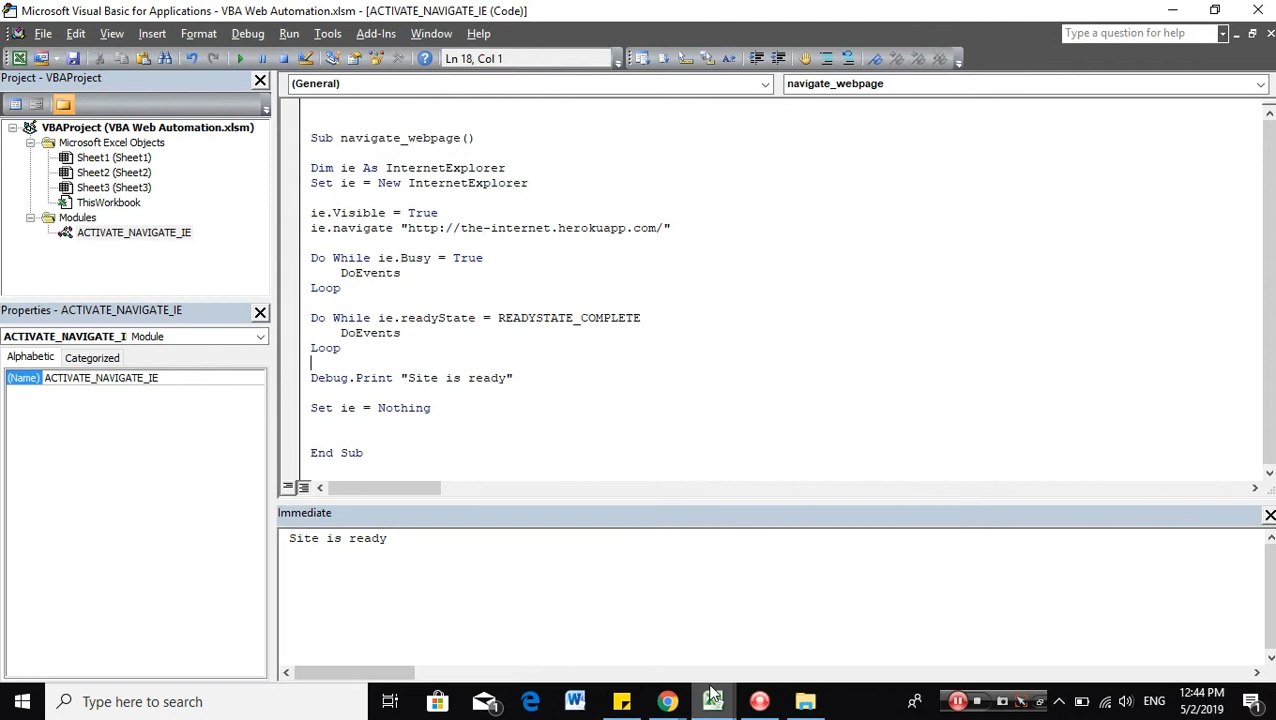 Microsoft Visual Basic for Applications - VBA Web Automation.xlsm - [ACTIVATE_NAVIGATE_IE (Code)]
File Edit View Insert Format Debug Run Tools Add-Ins Window Help
Type a question for help
Ln 18, Col 1
Project - VBAProject
(General)
navigate_webpage
VBAProject (VBA Web Automation.xlsm)
Microsoft Excel Objects
Sheet1 (Sheet1)
Sheet2 (Sheet2)
Sheet3 (Sheet3)
ThisWorkbook
Modules
ACTIVATE_NAVIGATE_IE
Properties - ACTIVATE_NAVIGATE_IE
ACTIVATE_NAVIGATE_I Module
Alphabetic Categorized
(Name) ACTIVATE_NAVIGATE_IE
Sub navigate_webpage()
Dim ie As InternetExplorer
Set ie = New InternetExplorer
ie.Visible = True
ie.navigate "http://the-internet.herokuapp.com/"
Do While ie.Busy = True
DoEvents
Loop
Do While ie.readyState = READYSTATE_COMPLETE
DoEvents
Loop
Debug.Print "Site is ready"
Set ie = Nothing
End Sub
Immediate
Site is ready
Type here to search
1
ENG
12:44 PM
5/2/2019
1